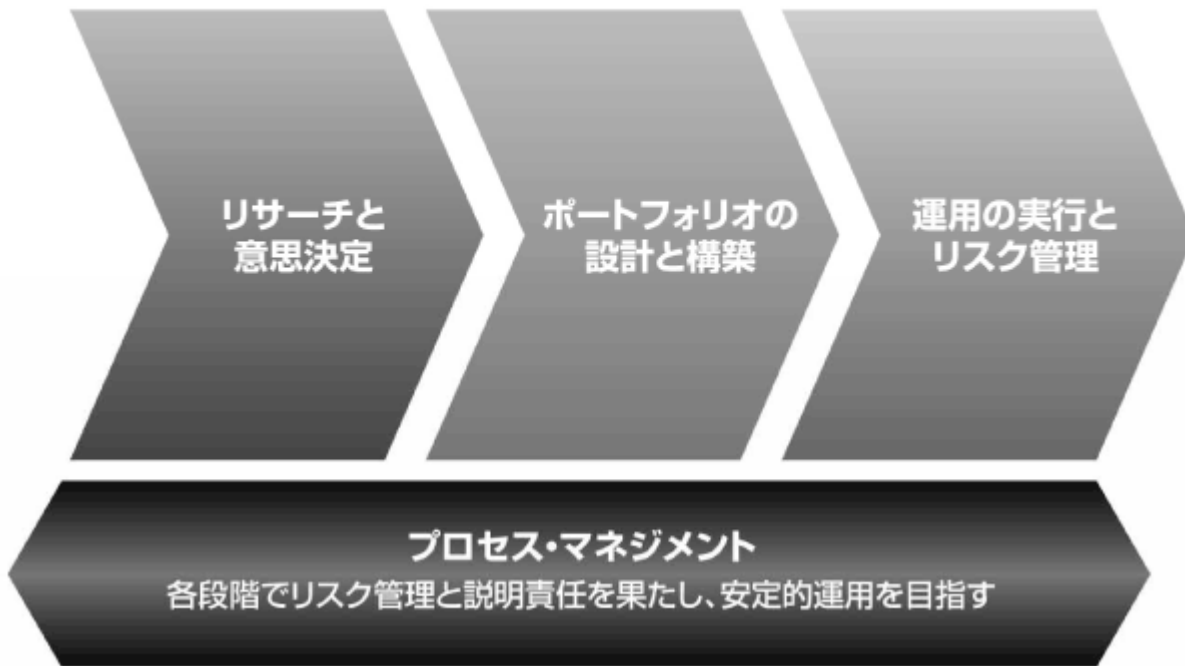 リサーチと
意思決定
ポートフォリオの
設計と構築
運用の実行と
リスク管理
プロセス・マネジメント
各段階でリスク管理と説明責任を果たし、安定的運用を目指す